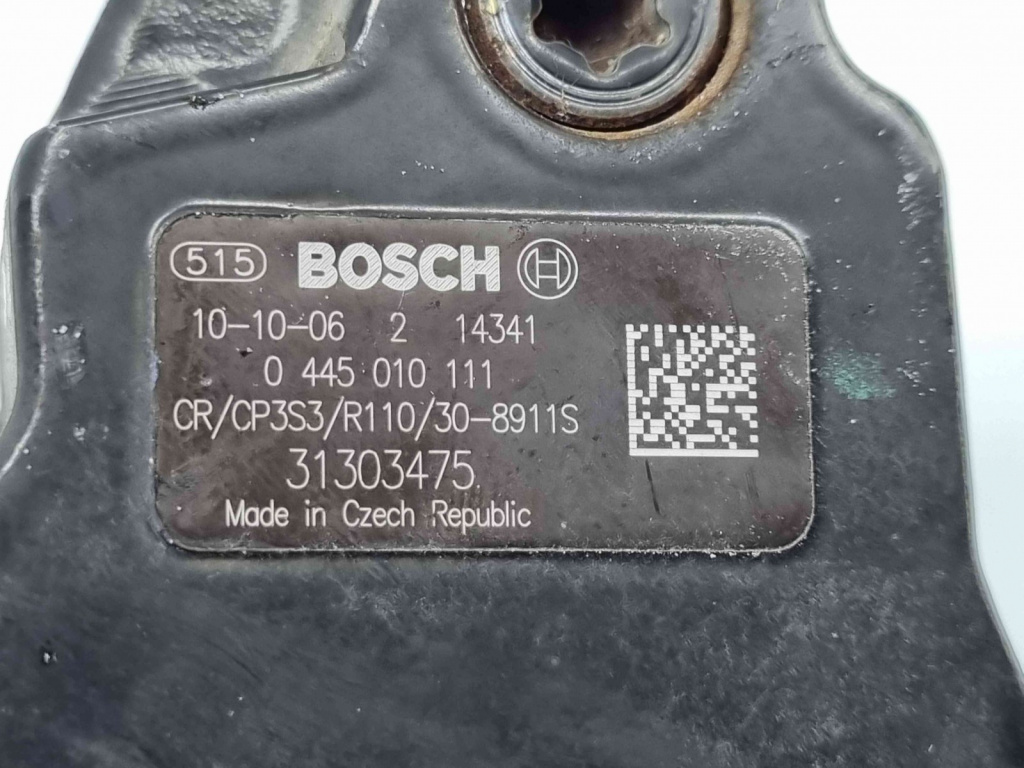 515 BOSCH
10-10-06 2 14341
0 445 010 111
CR/CP3S3/R110/30-8911S
31303475
Made in Czech Republic